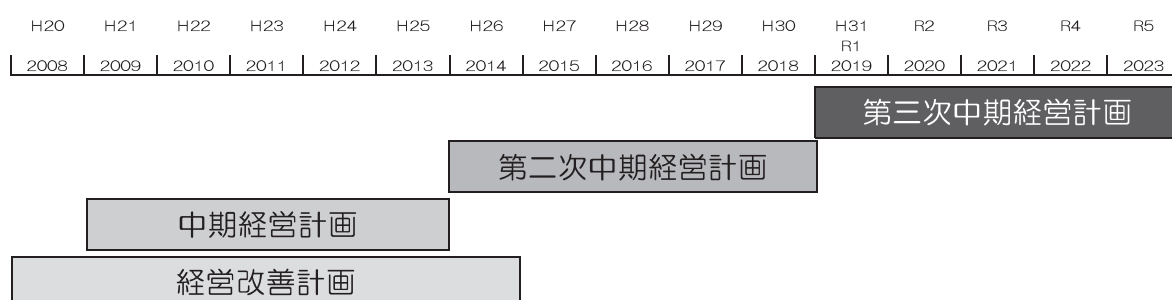 H20 H21 H22 H23 H24 H25 H26 H27 H28 H29 H30 H31 R2 R3 R4 R5
R1
2008 2009 2010 2011 2012 2013 2014 2015 2016 2017 2018 2019 2020 2021 2022 2023
第三次中期経営計画
第二次中期経営計画
中期経営計画
経営改善計画